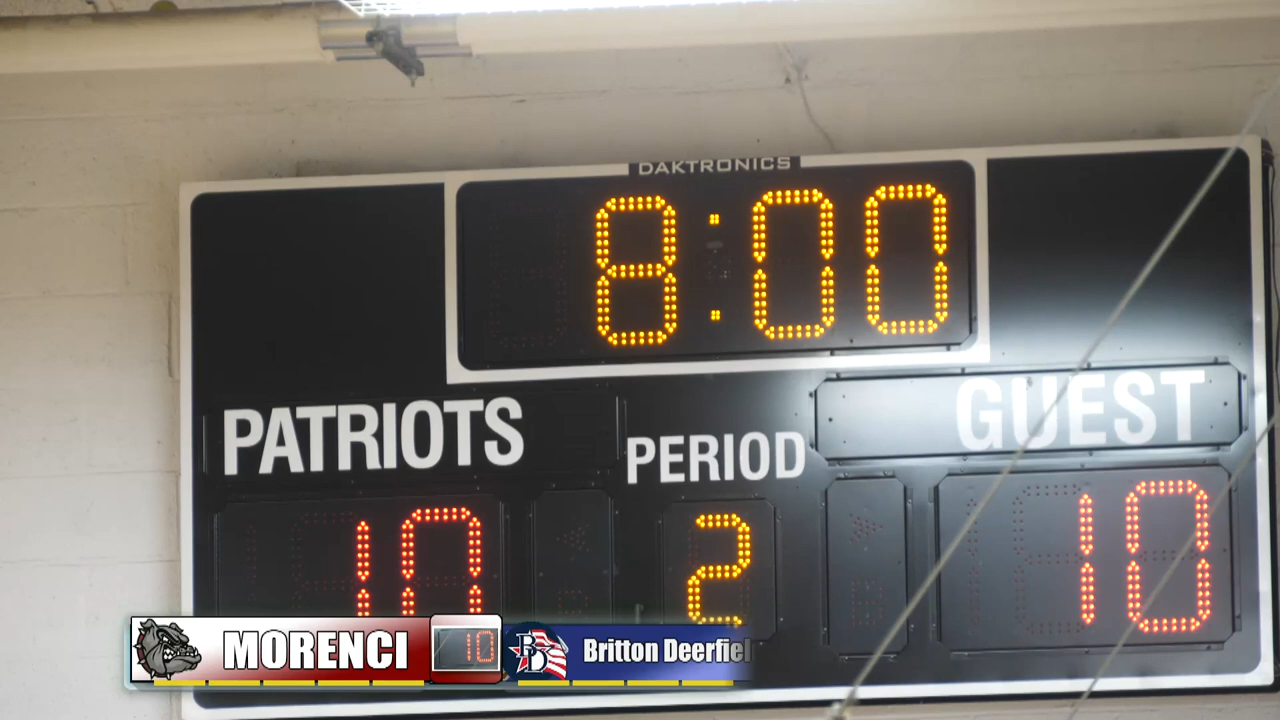 DAKTRONICS
8:00
PATRIOTS
PERIOD
GUEST
10
2
10
MORENCI
10
BD
Britton Deerfiel